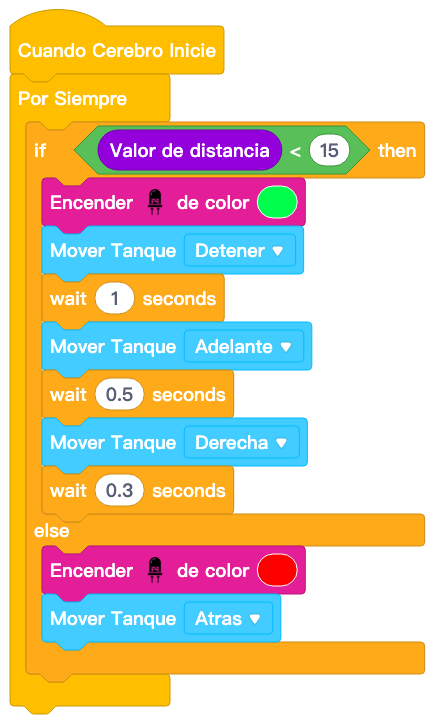 Cuando Cerebro Inicie
Por Siempre
if Valor de distancia < 15 then
Encender de color
Mover Tanque Detener
wait 1 seconds
Mover Tanque Adelante
wait 0.5 seconds
Mover Tanque Derecha
wait 0.3 seconds
else
Encender de color
Mover Tanque Atras